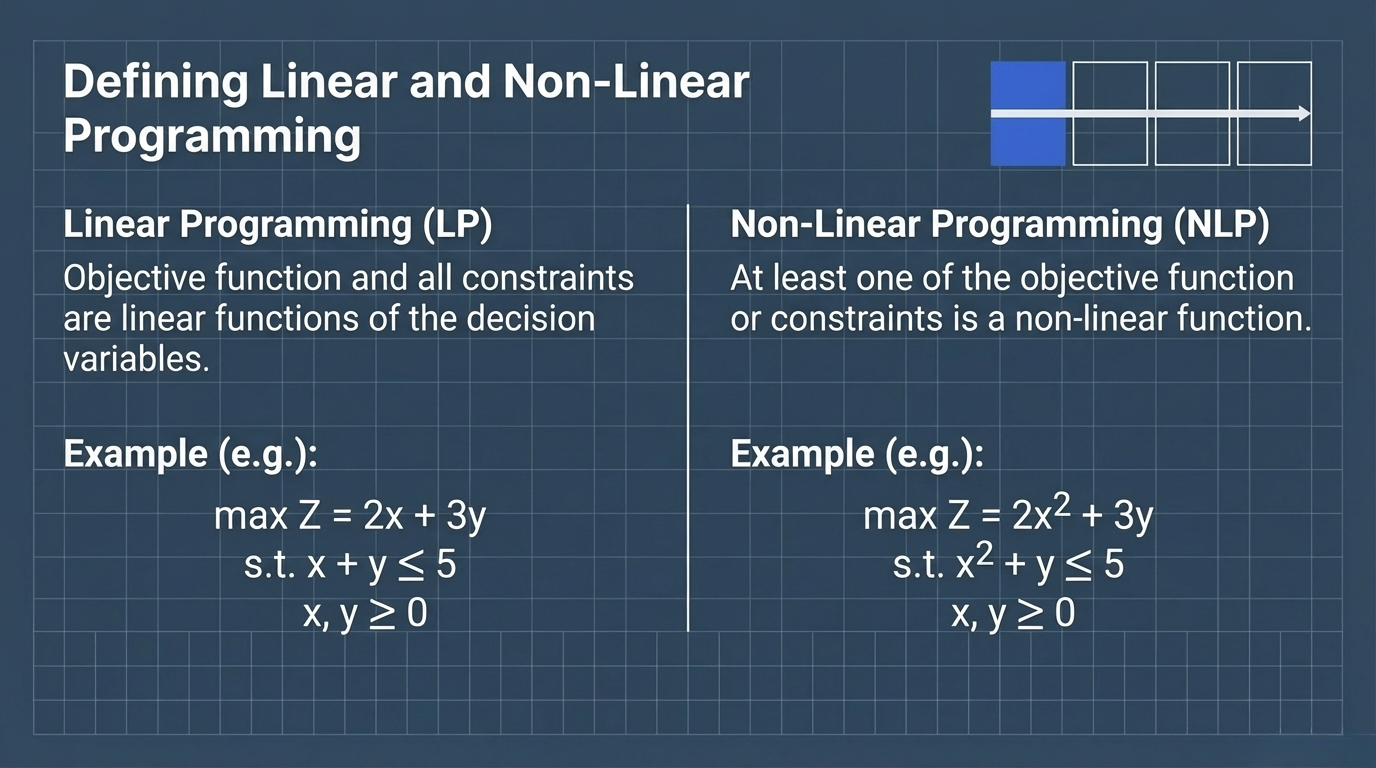 Defining Linear and Non-Linear
Programming
Linear Programming (LP)
Objective function and all constraints
are linear functions of the decision
variables.
Example (e.g.):
max Z = 2x + 3y
s.t. x + y ≤ 5
x, y ≥ 0
Non-Linear Programming (NLP)
At least one of the objective function
or constraints is a non-linear function.
Example (e.g.):
max Z = 2x² + 3y
s.t. x² + y ≤ 5
x, y ≥ 0